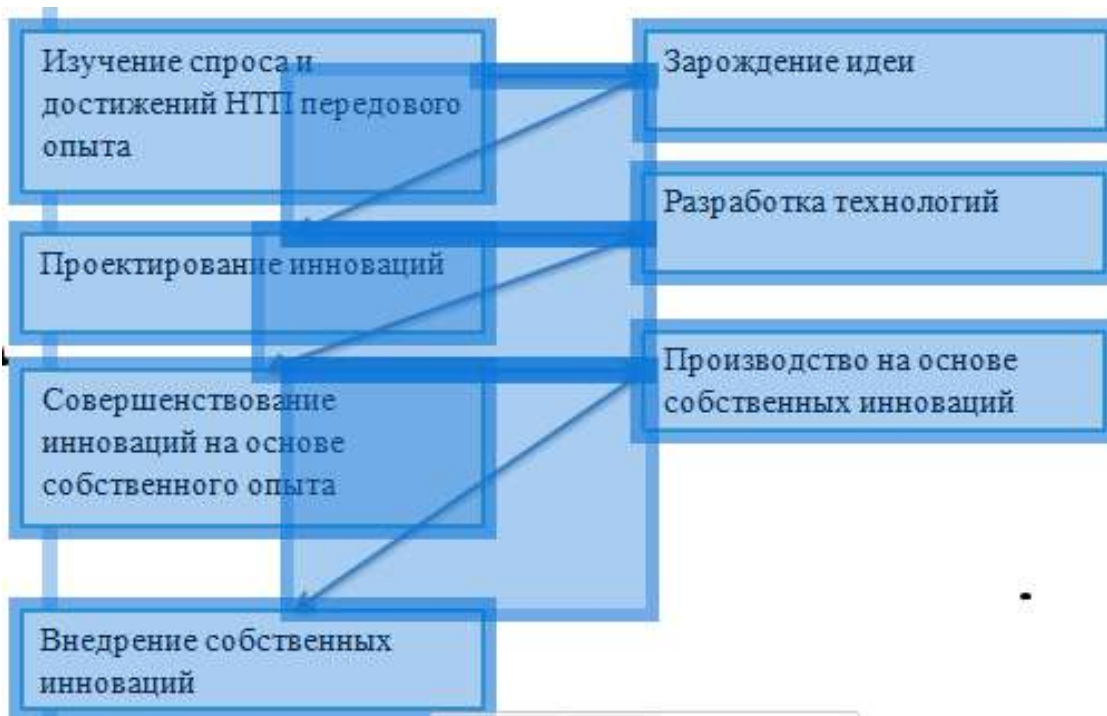 Изучение спроса и
достижений НТП передового
опыта
Зарождение идеи
Проектирование инноваций
Разработка технологий
Совершенствование
инноваций на основе
собственного опыта
Производство на основе
собственных инноваций
Внедрение собственных
инноваций